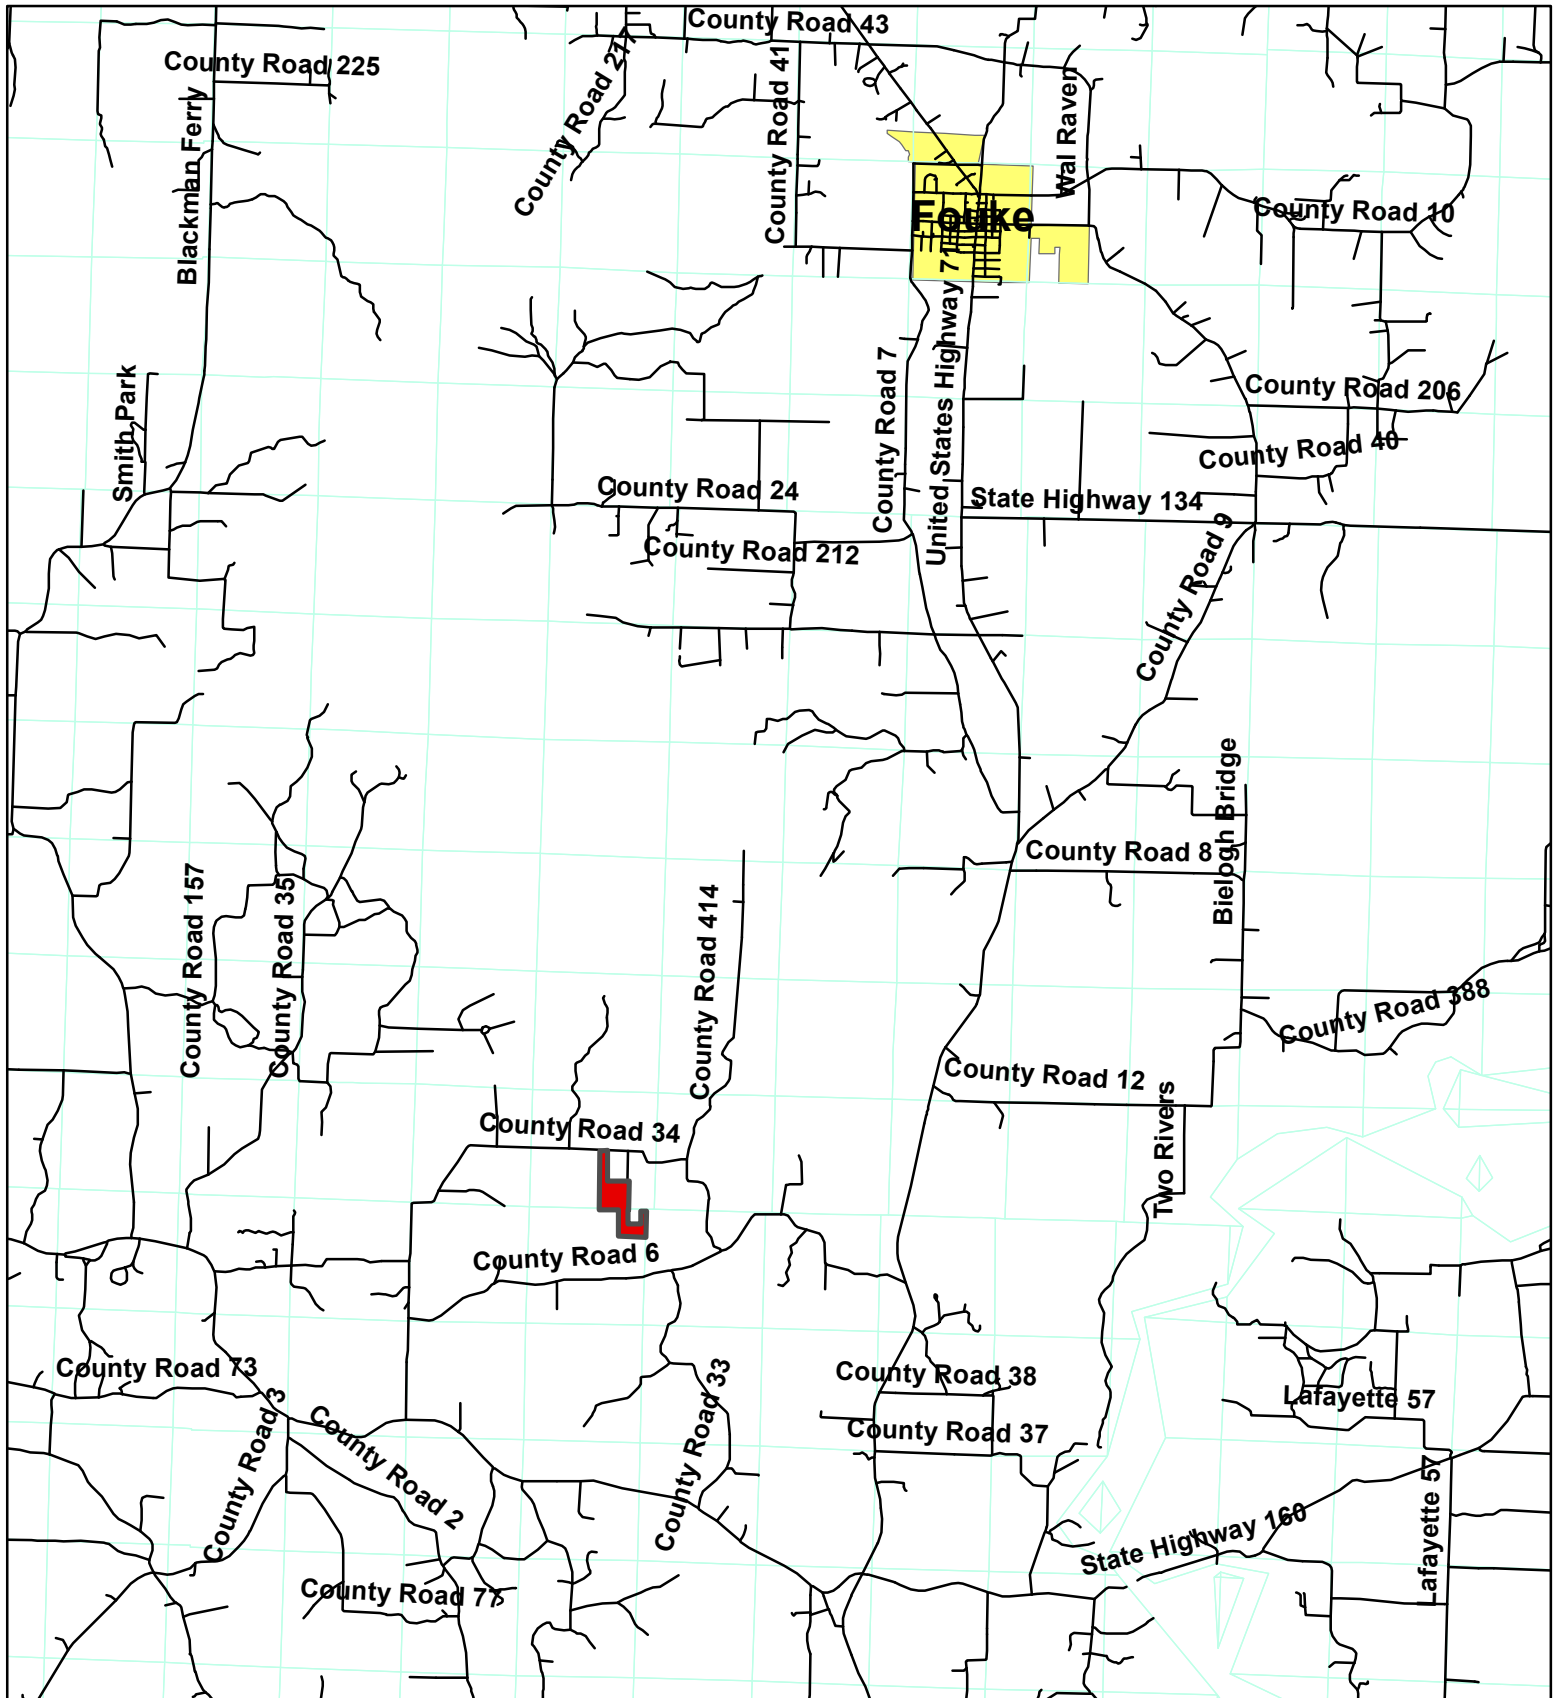 County Road 43
County Road 225
County Road 217
County Road 41
Blackman Ferry
Wal Raven
Fouke
County Road 10
United States Highway 71
County Road 7
Smith Park
County Road 206
County Road 40
County Road 24
State Highway 134
County Road 212
County Road 9
Bielogh Bridge
County Road 8
County Road 157
County Road 35
County Road 414
County Road 388
County Road 12
Two Rivers
County Road 34
County Road 6
County Road 73
County Road 38
County Road 33
Lafayette 57
County Road 3
County Road 2
County Road 37
Lafayette 57
State Highway 160
County Road 77